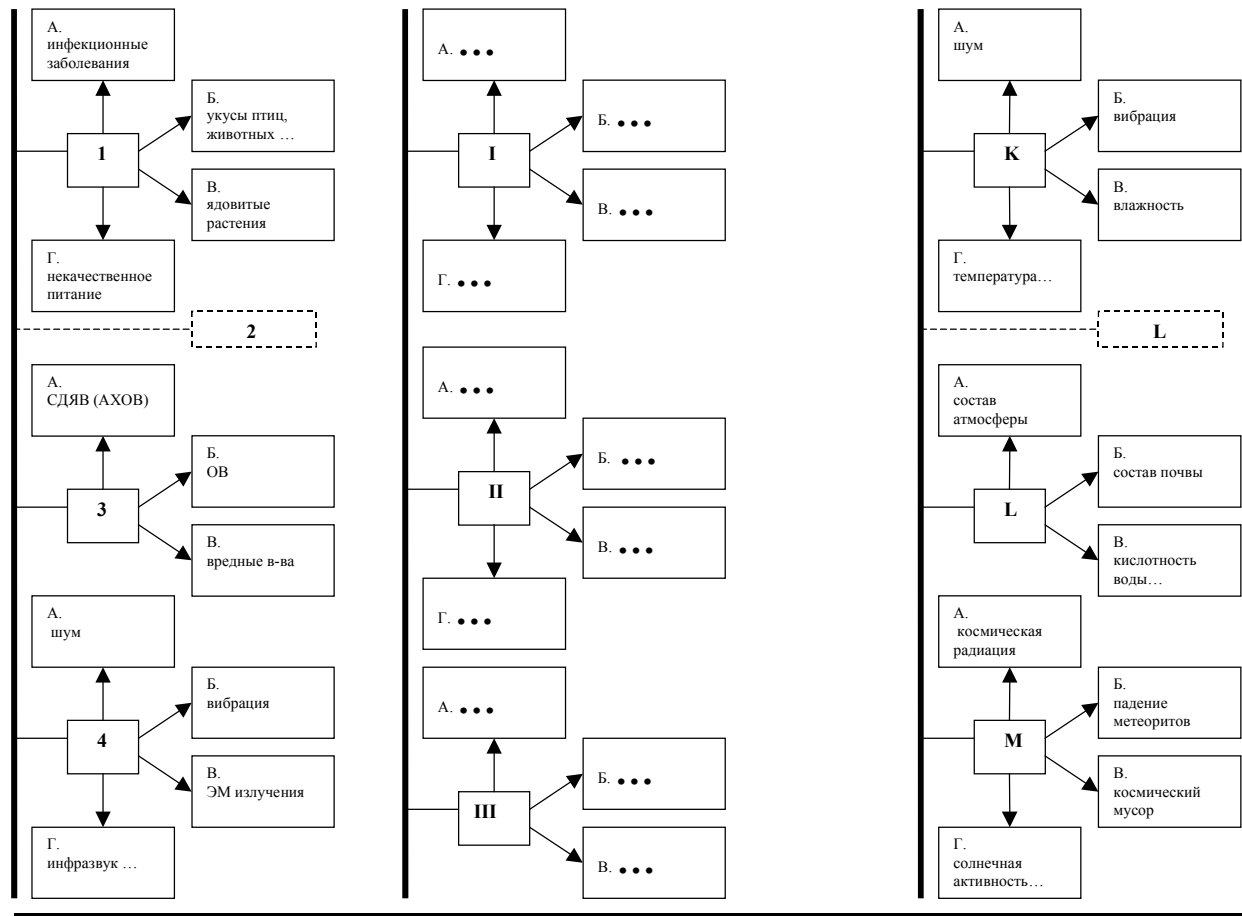 А.
инфекционные
заболевания
Б.
укусы птиц,
животных …
1
В.
ядовитые
растения
Г.
некачественное
питание
2
А.
СДЯВ (АХОВ)
Б.
ОВ
3
В.
вредные в-ва
А.
шум
Б.
вибрация
4
В.
ЭМ излучения
Г.
инфразвук …
А. •••
Б. •••
I
В. •••
Г. •••
А. •••
Б. •••
II
В. •••
Г. •••
А. •••
Б. •••
III
В. •••
А.
шум
Б.
вибрация
K
В.
влажность
Г.
температура…
L
А.
состав
атмосферы
Б.
состав почвы
L
В.
кислотность
воды…
А.
космическая
радиация
Б.
падение
метеоритов
M
В.
космический
мусор
Г.
солнечная
активность…